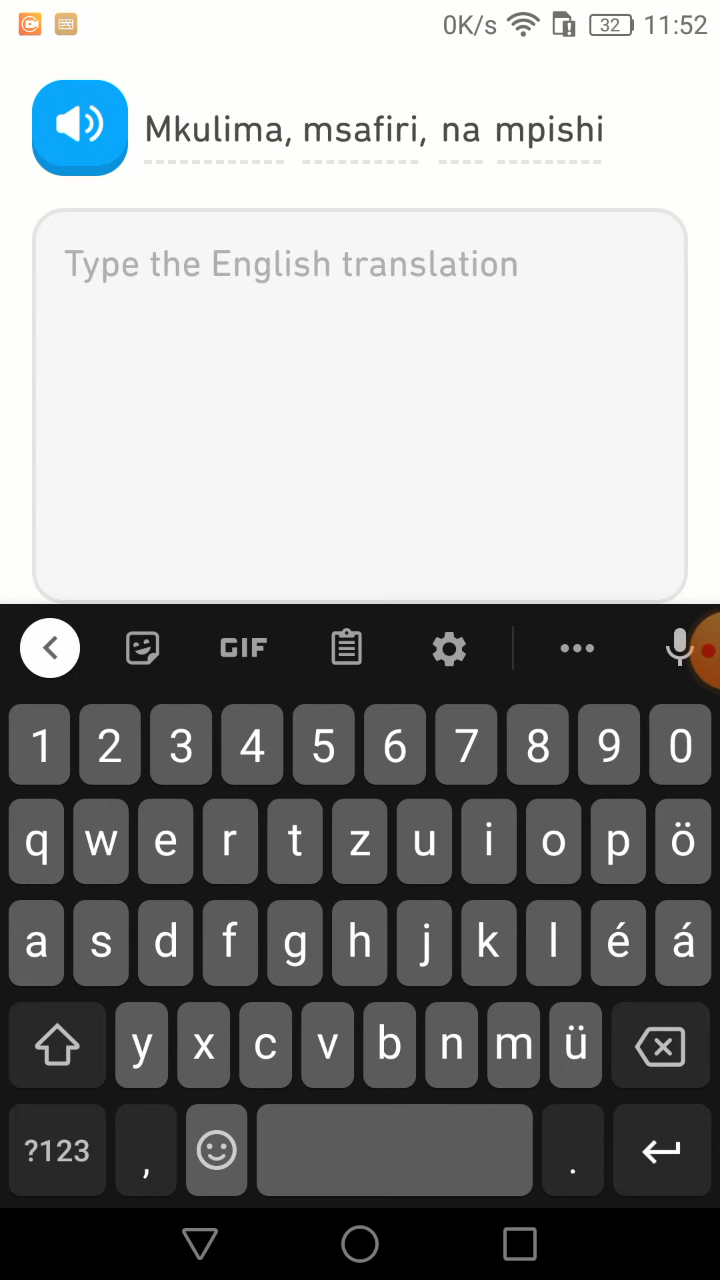 0K/s 32 11:52
Mkulima, msafiri, na mpishi
Type the English translation
GIF
1 2 3 4 5 6 7 8 9 0
q w e r t z u i o p ö
a s d f g h j k l é á
y x c v b n m ü
?123 , .